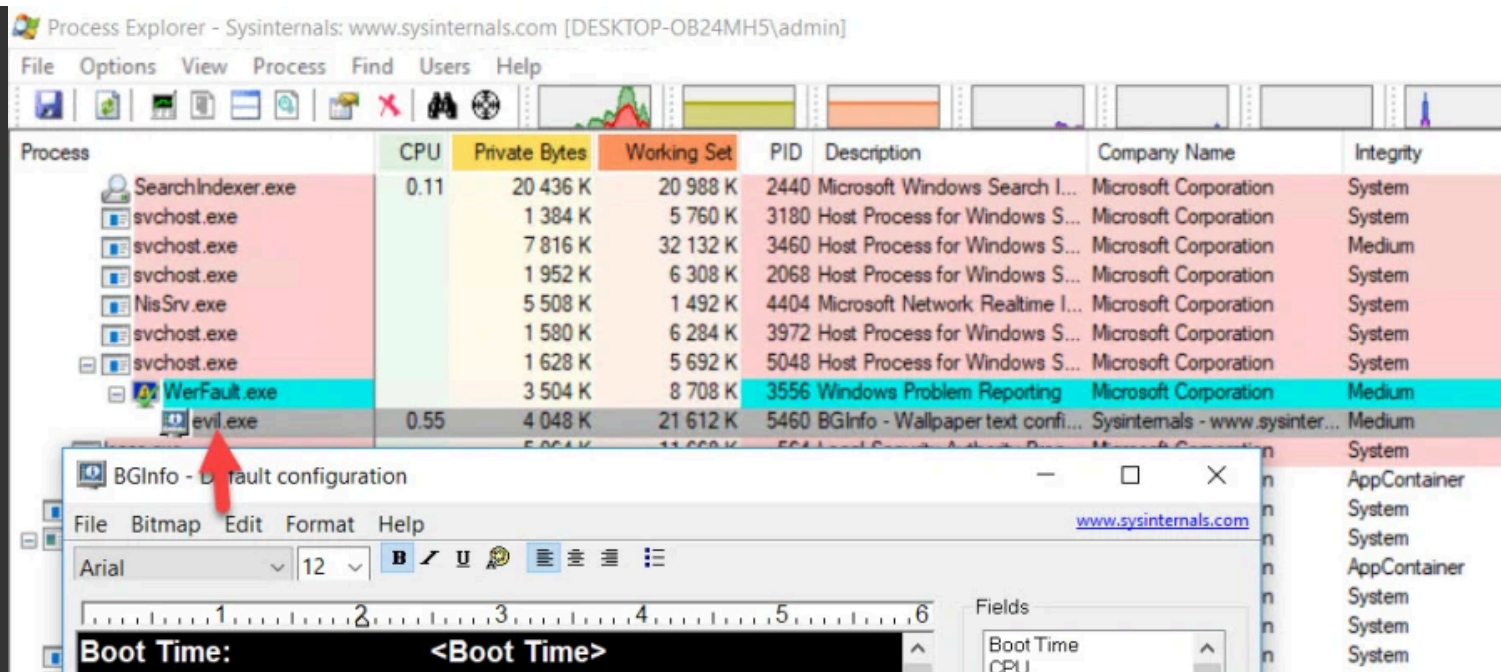 Process Explorer - Sysinternals: www.sysinternals.com [DESKTOP-OB24MH5\admin]
File Options View Process Find Users Help
Process CPU Private Bytes Working Set PID Description Company Name Integrity
SearchIndexer.exe 0.11 20 436 K 20 988 K 2440 Microsoft Windows Search I... Microsoft Corporation System
svchost.exe 1 384 K 5 760 K 3180 Host Process for Windows S... Microsoft Corporation System
svchost.exe 7 816 K 32 132 K 3460 Host Process for Windows S... Microsoft Corporation Medium
svchost.exe 1 952 K 6 308 K 2068 Host Process for Windows S... Microsoft Corporation System
NisSrv.exe 5 508 K 1 492 K 4404 Microsoft Network Realtime I... Microsoft Corporation System
svchost.exe 1 580 K 6 284 K 3972 Host Process for Windows S... Microsoft Corporation System
svchost.exe 1 628 K 5 692 K 5048 Host Process for Windows S... Microsoft Corporation System
WerFault.exe 3 504 K 8 708 K 3556 Windows Problem Reporting Microsoft Corporation Medium
evil.exe 0.55 4 048 K 21 612 K 5460 BGInfo - Wallpaper text confi... Sysinternals - www.sysinter... Medium
System
BGInfo - Default configuration
AppContainer
File Bitmap Edit Format Help www.sysinternals.com
System
System
Arial 12 B I U
AppContainer
1 2 3 4 5 6 Fields
System
System
Boot Time: <Boot Time> Boot Time
CPU
System